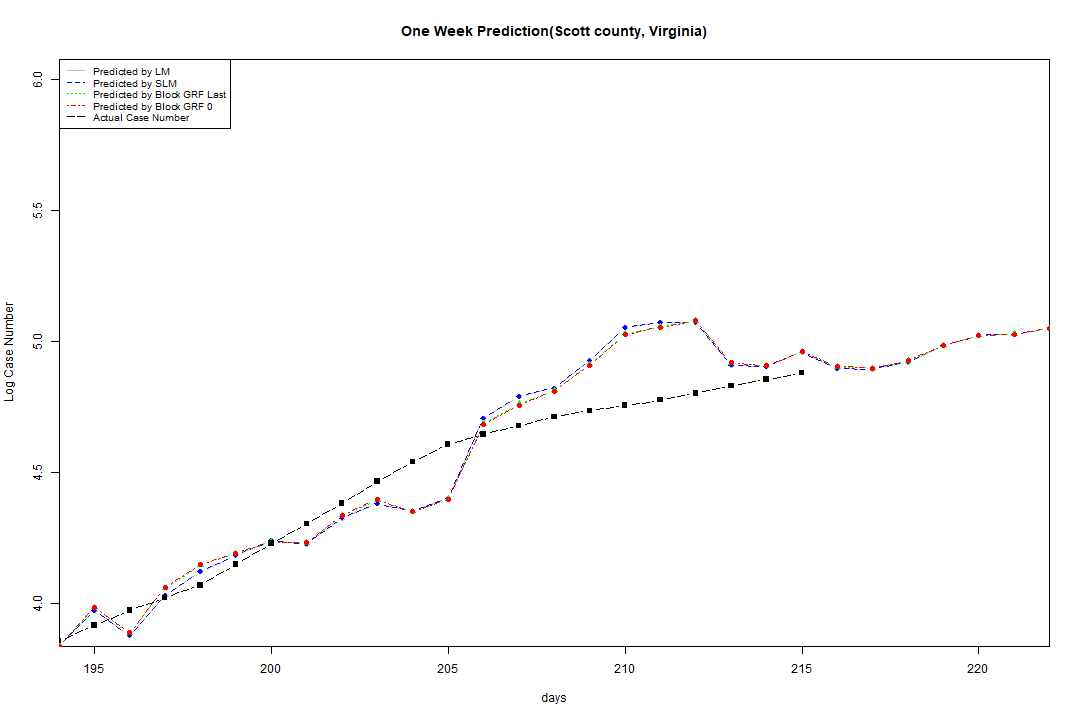 One Week Prediction(Scott county, Virginia)
Predicted by LM
Predicted by SLM
Predicted by Block GRF Last
Predicted by Block GRF 0
Actual Case Number
6.0
5.5
5.0
4.5
4.0
Log Case Number
195 200 205 210 215 220
days